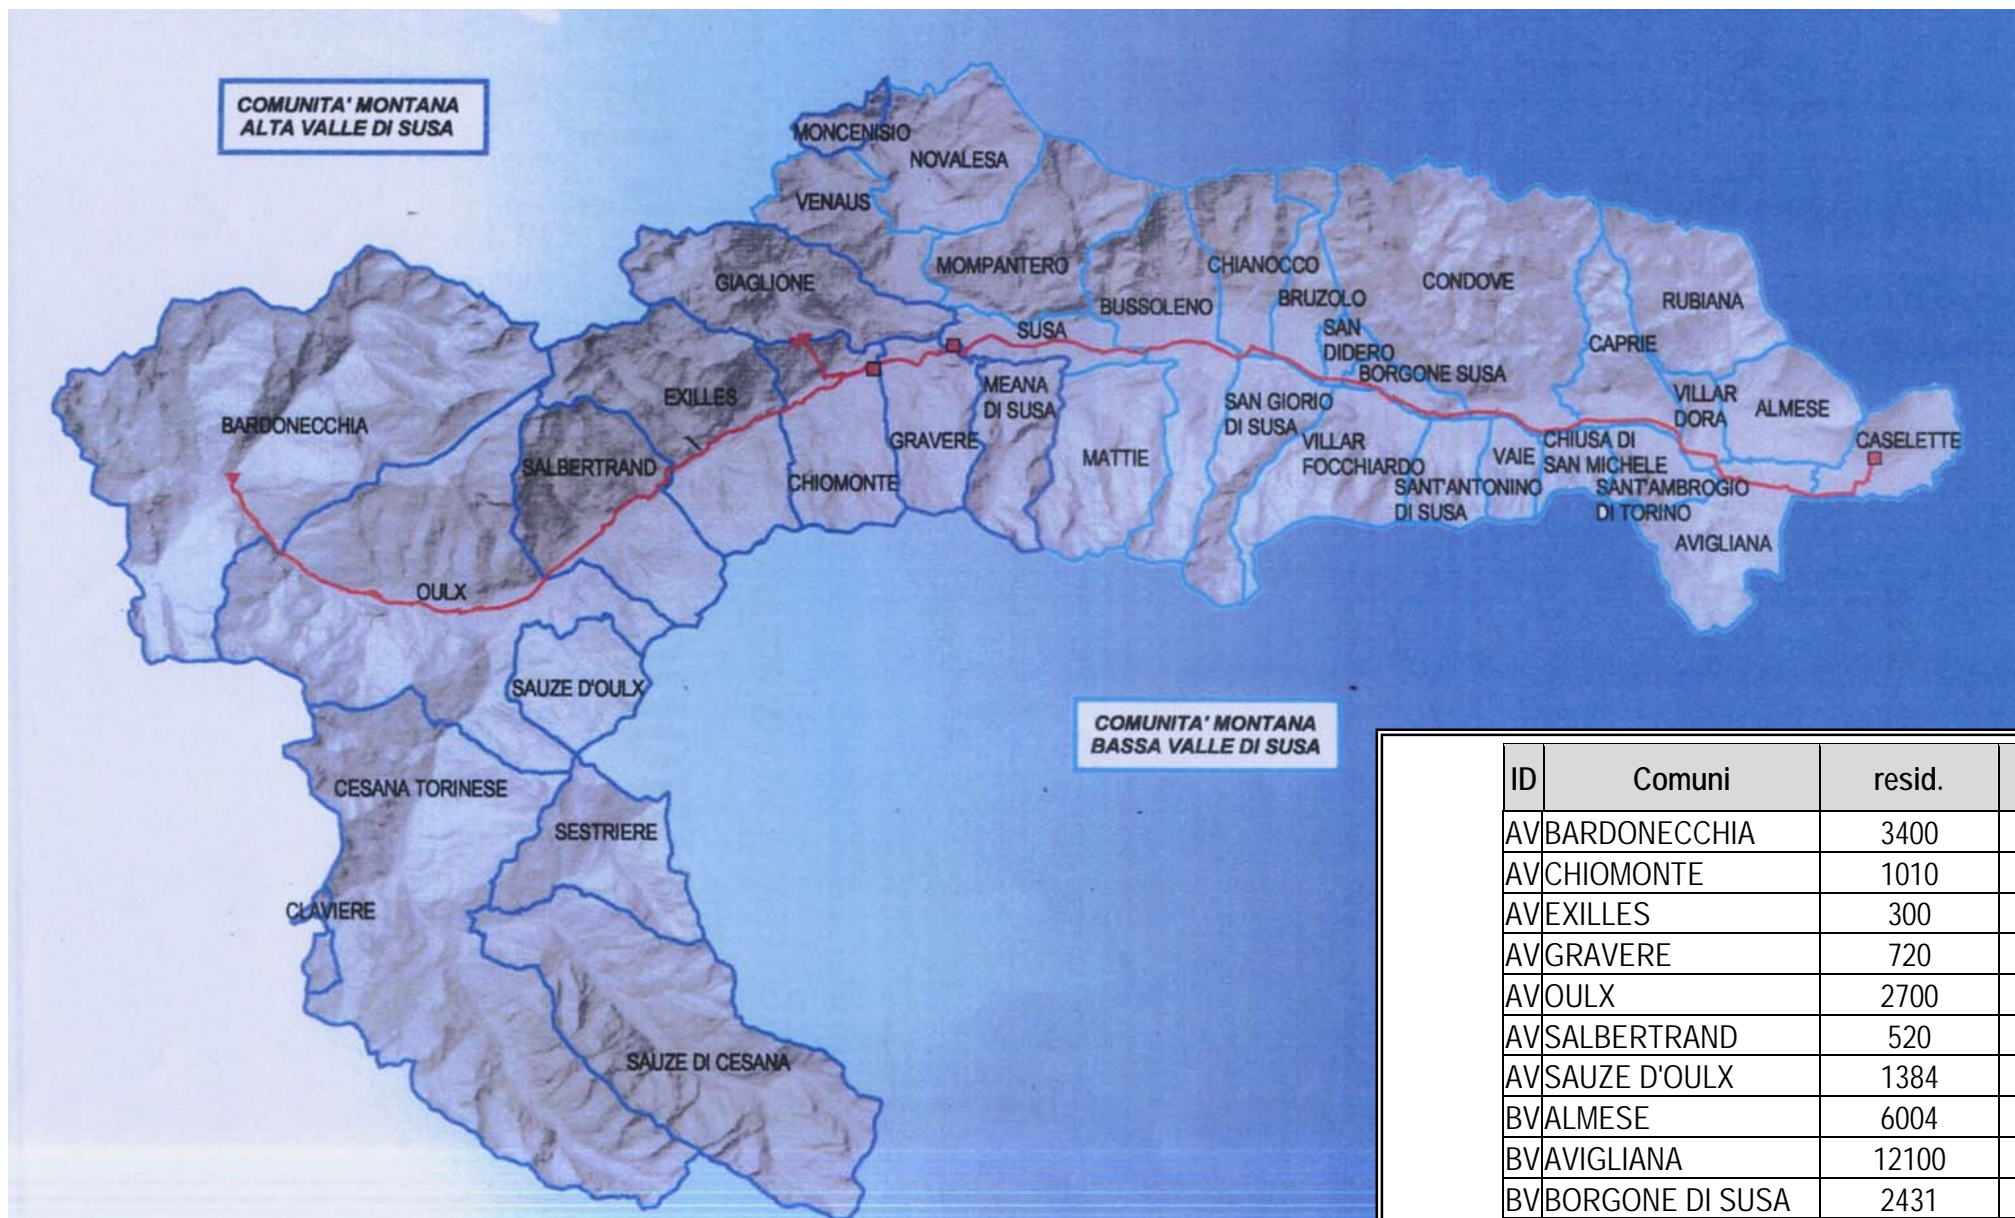 COMUNITA' MONTANA
ALTA VALLE DI SUSA
MONCENISIO
NOVALESA
VENAUS
GIAGLIONE
MOMPANTERO
CHIANOCCO
CONDOVE
BUSSOLENO
BRUZOLO
RUBIANA
SUSA
SAN
DIDERO
CAPRIE
BORGONE SUSA
EXILLES
MEANA
DI SUSA
SAN GIORIO
DI SUSA
VILLAR
DORA
ALMESE
BARDONECCHIA
GRAVERE
VILLAR
FOCCHIARDO
CHIUSA DI
SAN MICHELE
CASELETTE
SALBERTRAND
MATTIE
VAIE
CHIOMONTE
SANT'ANTONINO
DI SUSA
SANT'AMBROGIO
DI TORINO
AVIGLIANA
OULX
SAUZE D'OULX
COMUNITA' MONTANA
BASSA VALLE DI SUSA
CESANA TORINESE
SESTRIERE
CLAVIERE
SAUZE DI CESANA
ID Comuni resid.
AV BARDONECCHIA 3400
AV CHIOMONTE 1010
AV EXILLES 300
AV GRAVERE 720
AV OULX 2700
AV SALBERTRAND 520
AV SAUZE D'OULX 1384
BV ALMESE 6004
BV AVIGLIANA 12100
BV BORGONE DI SUSA 2431